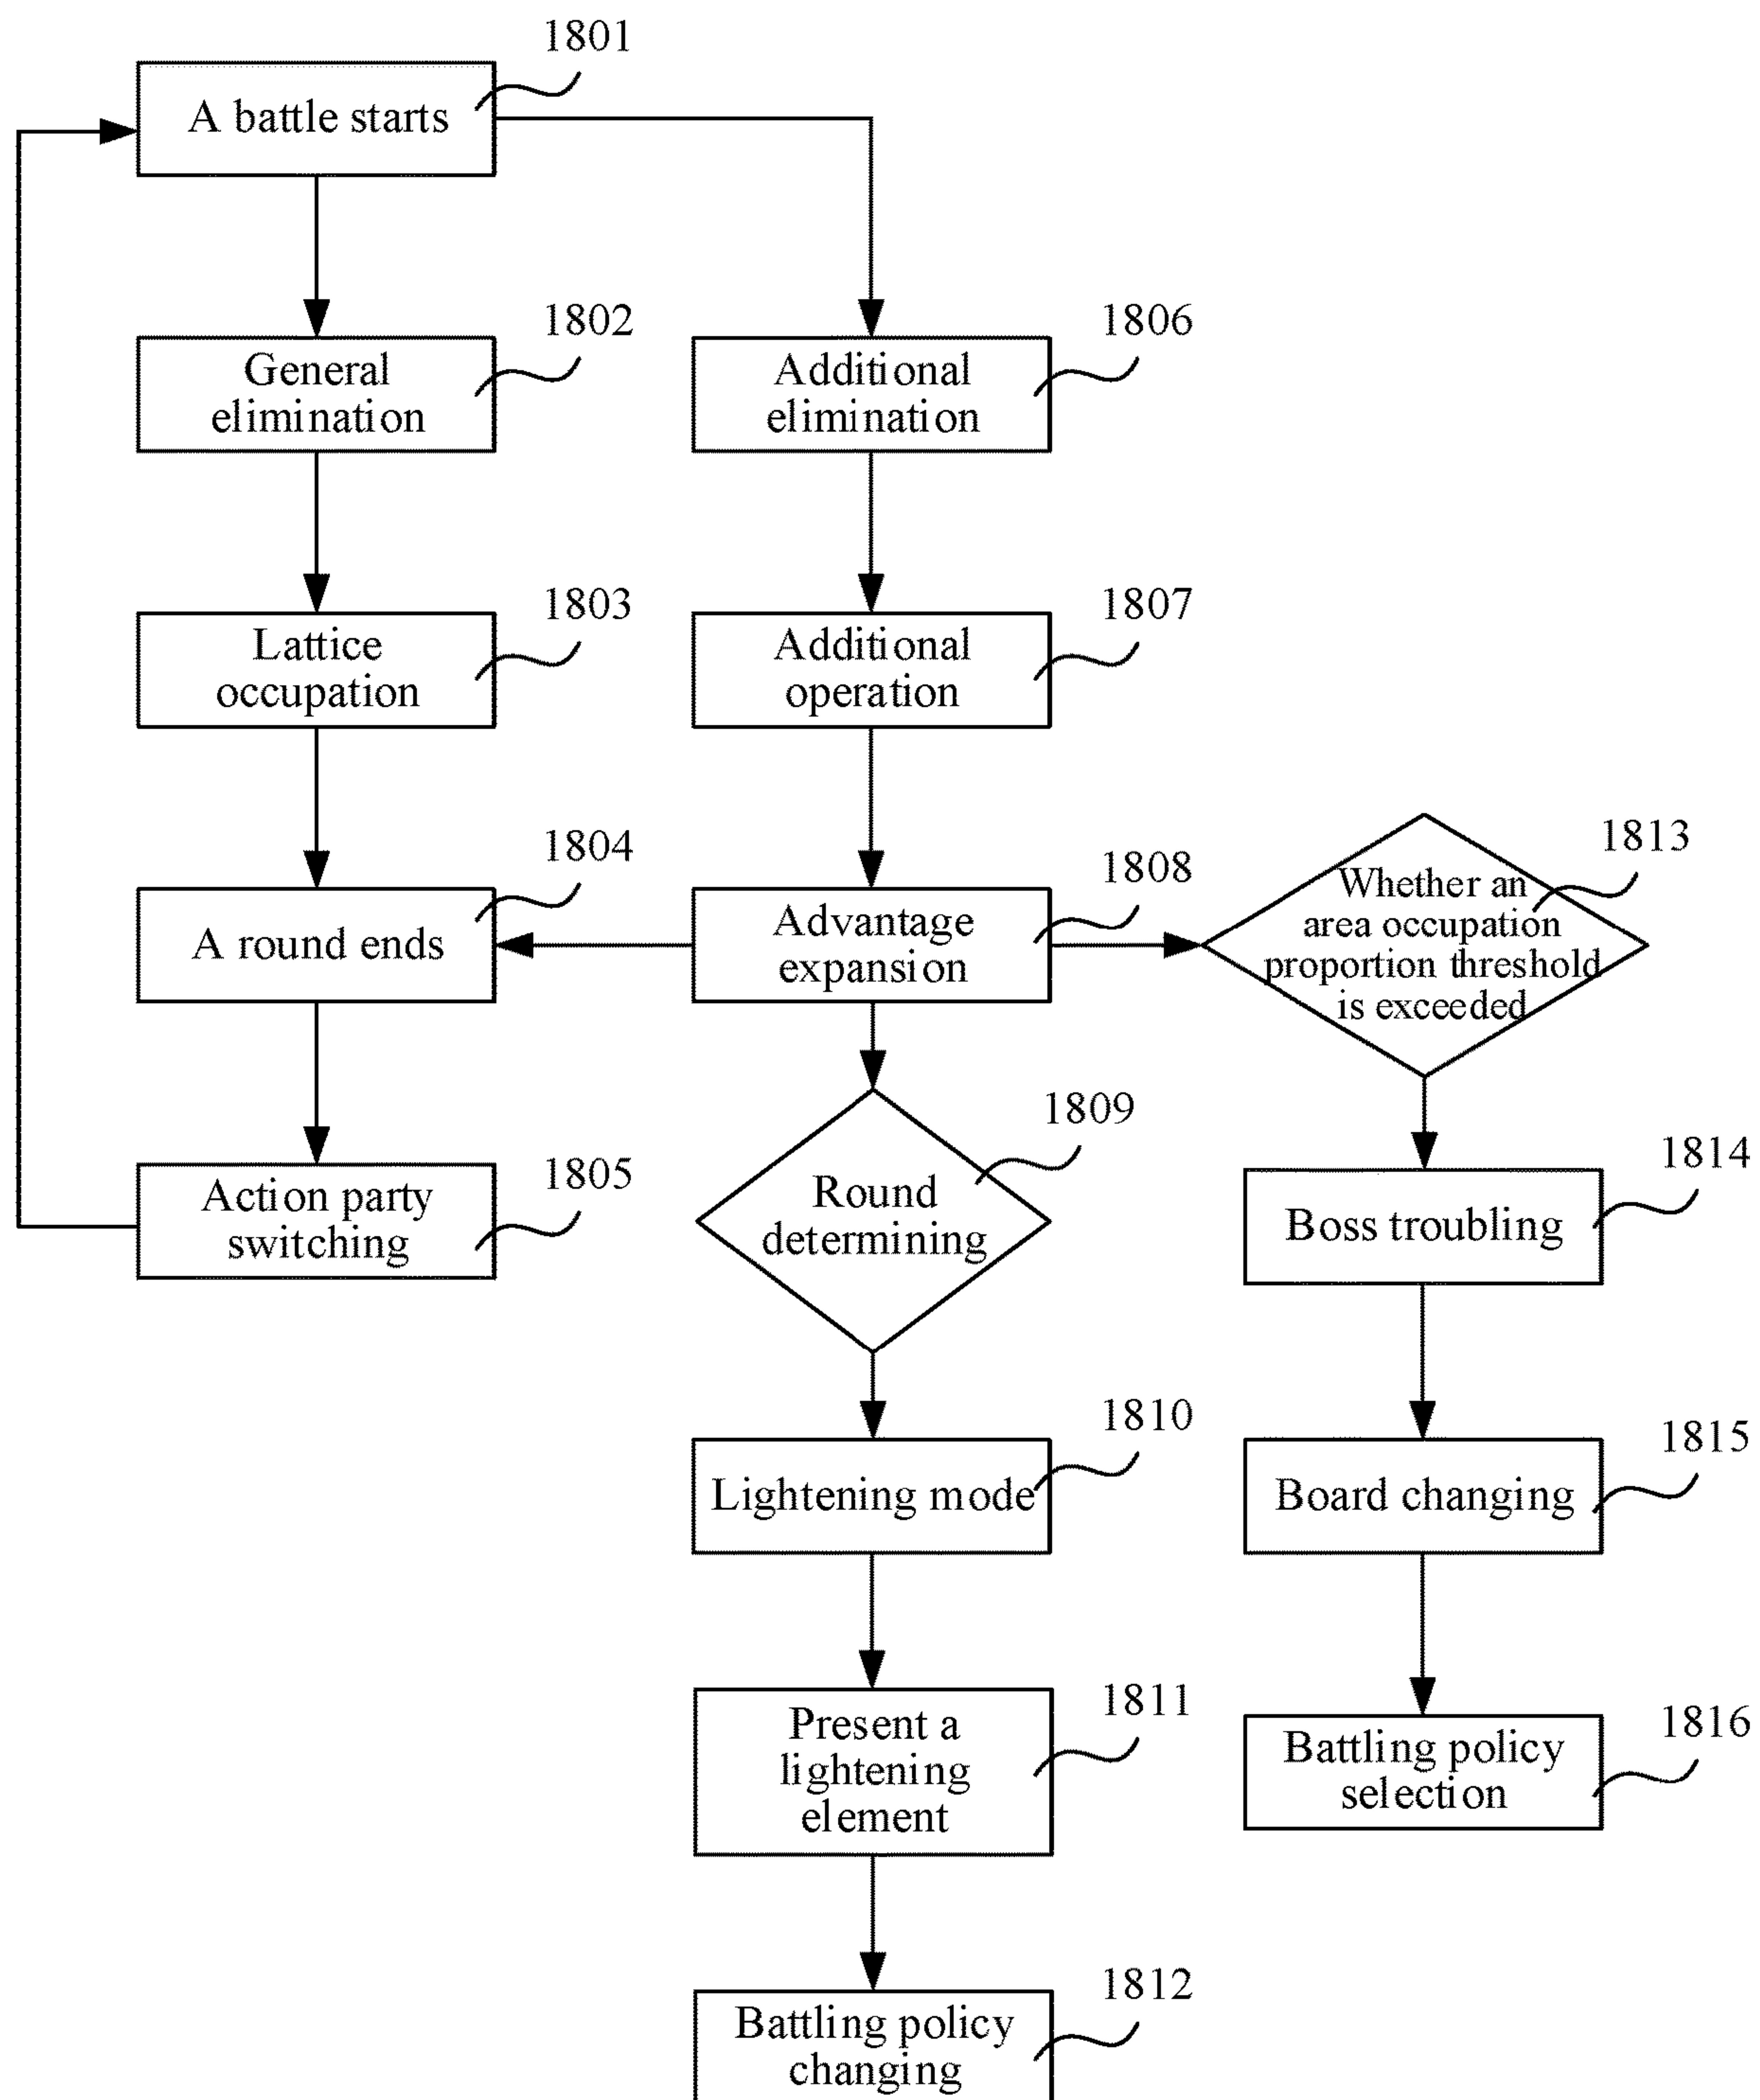 1801
A battle starts
1802
General
elimination
1806
Additional
elimination
1803
Lattice
occupation
1807
Additional
operation
1804
A round ends
1808
Advantage
expansion
1813
Whether an
area occupation
proportion threshold
is exceeded
1805
Action party
switching
1809
Round
determining
1814
Boss troubling
1810
Lightening mode
1815
Board changing
1811
Present a
lightening
element
1816
Battling policy
selection
1812
Battling policy
changing